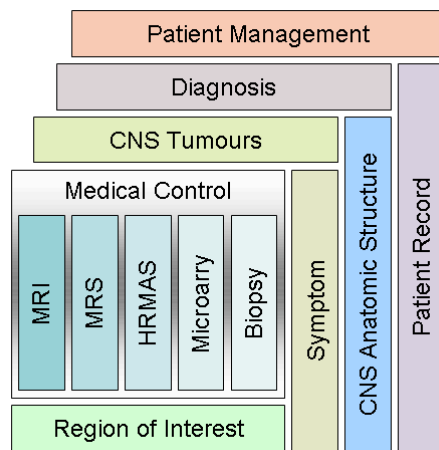 Patient Management
Diagnosis
CNS Tumours
Medical Control
MRI
MRS
HRMAS
Microarry
Biopsy
Symptom
CNS Anatomic Structure
Patient Record
Region of Interest